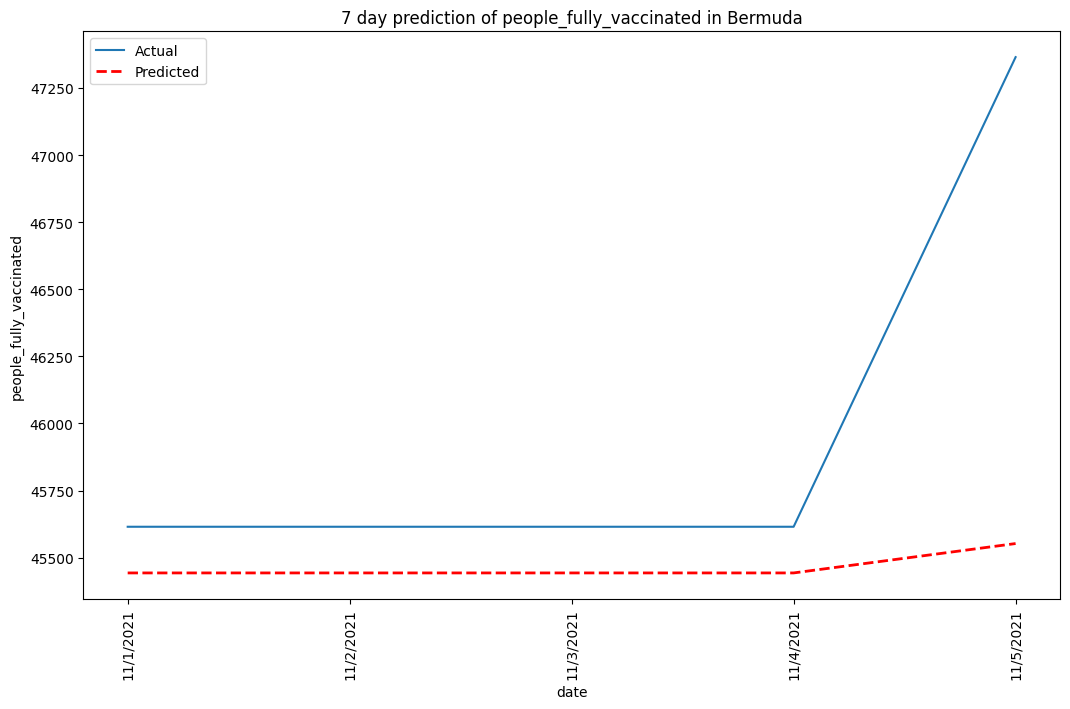 7 day prediction of people_fully_vaccinated in Bermuda
Actual
Predicted
47250
47000
46750
46500
46250
46000
45750
45500
people_fully_vaccinated
11/1/2021
11/2/2021
11/3/2021
11/4/2021
11/5/2021
date